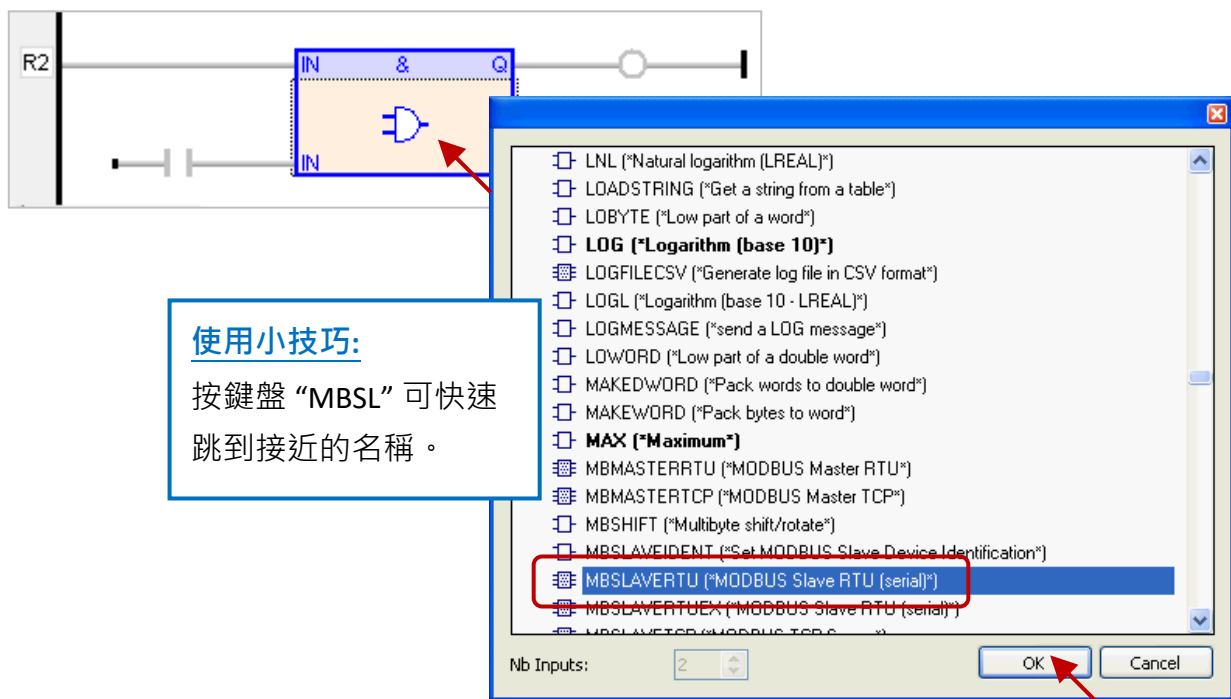 R2
IN & Q
IN
LNL (*Natural logarithm (LREAL)*)
LOADSTRING (*Get a string from a table*)
LOBYTE (*Low part of a word*)
LOG (*Logarithm (base 10)*)
LOGFILECSV (*Generate log file in CSV format*)
LOGL (*Logarithm (base 10 - LREAL)*)
LOGMESSAGE (*send a LOG message*)
LOWORD (*Low part of a double word*)
MAKEDWORD (*Pack words to double word*)
MAKEWORD (*Pack bytes to word*)
MAX (*Maximum*)
MBMASTERRTU (*MODBUS Master RTU*)
MBMASTERTCP (*MODBUS Master TCP*)
MBSHIFT (*Multibyte shift/rotate*)
MBSLAVEIDENT (*Set MODBUS Slave Device Identification*)
MBSLAVERTU (*MODBUS Slave RTU (serial)*)
MBSLAVERTUEX (*MODBUS Slave RTU (serial)*)
使用小技巧:
按鍵盤 “MBSL” 可快速
跳到接近的名稱。
Nb Inputs: 2 OK Cancel